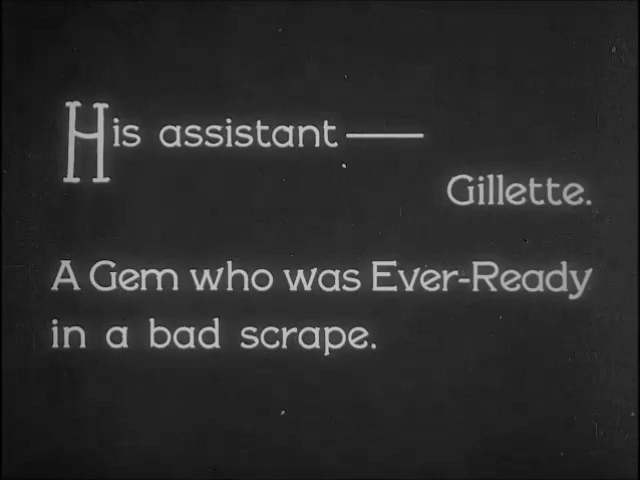 His assistant——
Gillette.
A Gem who was Ever-Ready
in a bad scrape.